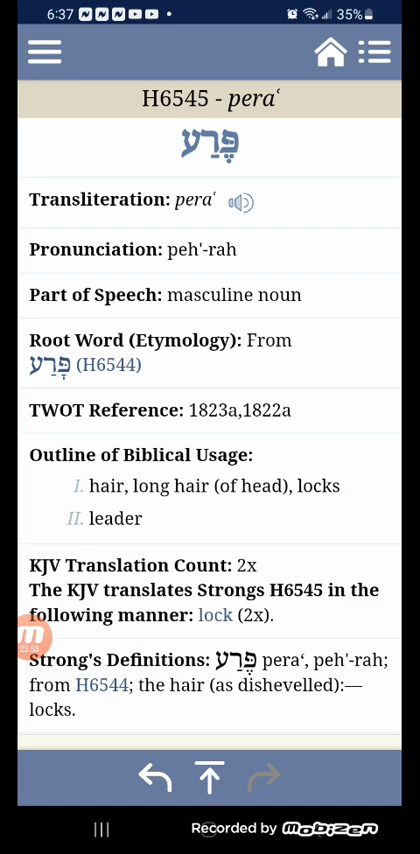 6:37 35%
H6545 - peraʿ
פֶּרַע
Transliteration: peraʿ
Pronunciation: peh'-rah
Part of Speech: masculine noun
Root Word (Etymology): From
פָּרַע (H6544)
TWOT Reference: 1823a,1822a
Outline of Biblical Usage:
I. hair, long hair (of head), locks
II. leader
KJV Translation Count: 2x
The KJV translates Strongs H6545 in the
following manner: lock (2x).
23:53
Strong's Definitions: פֶּרַע peraʻ, peh'-rah;
from H6544; the hair (as dishevelled):—
locks.
Recorded by Mobizen